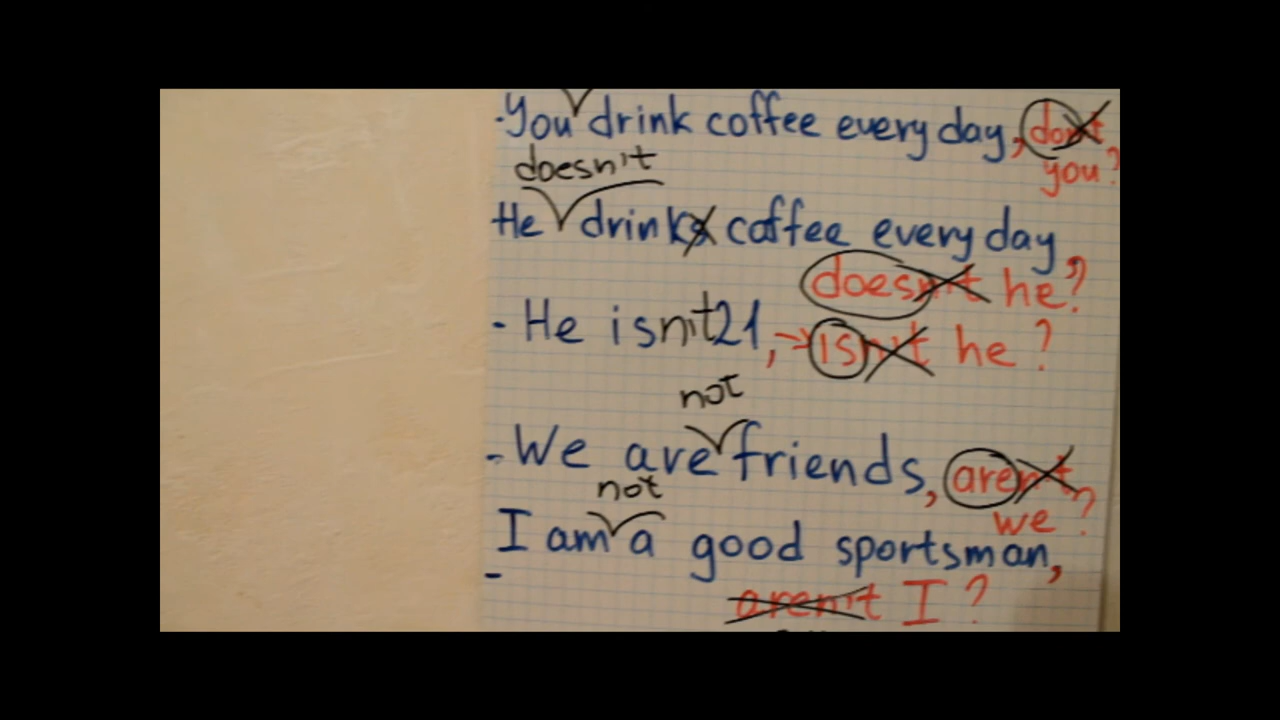 - You drink coffee every day, don't
you?
doesn't
He drinks coffee every day,
doesn't he?
- He isn't 21, → isn't he?
not
- We are friends, aren't
we?
not
I am a good sportsman,
- aren't I?